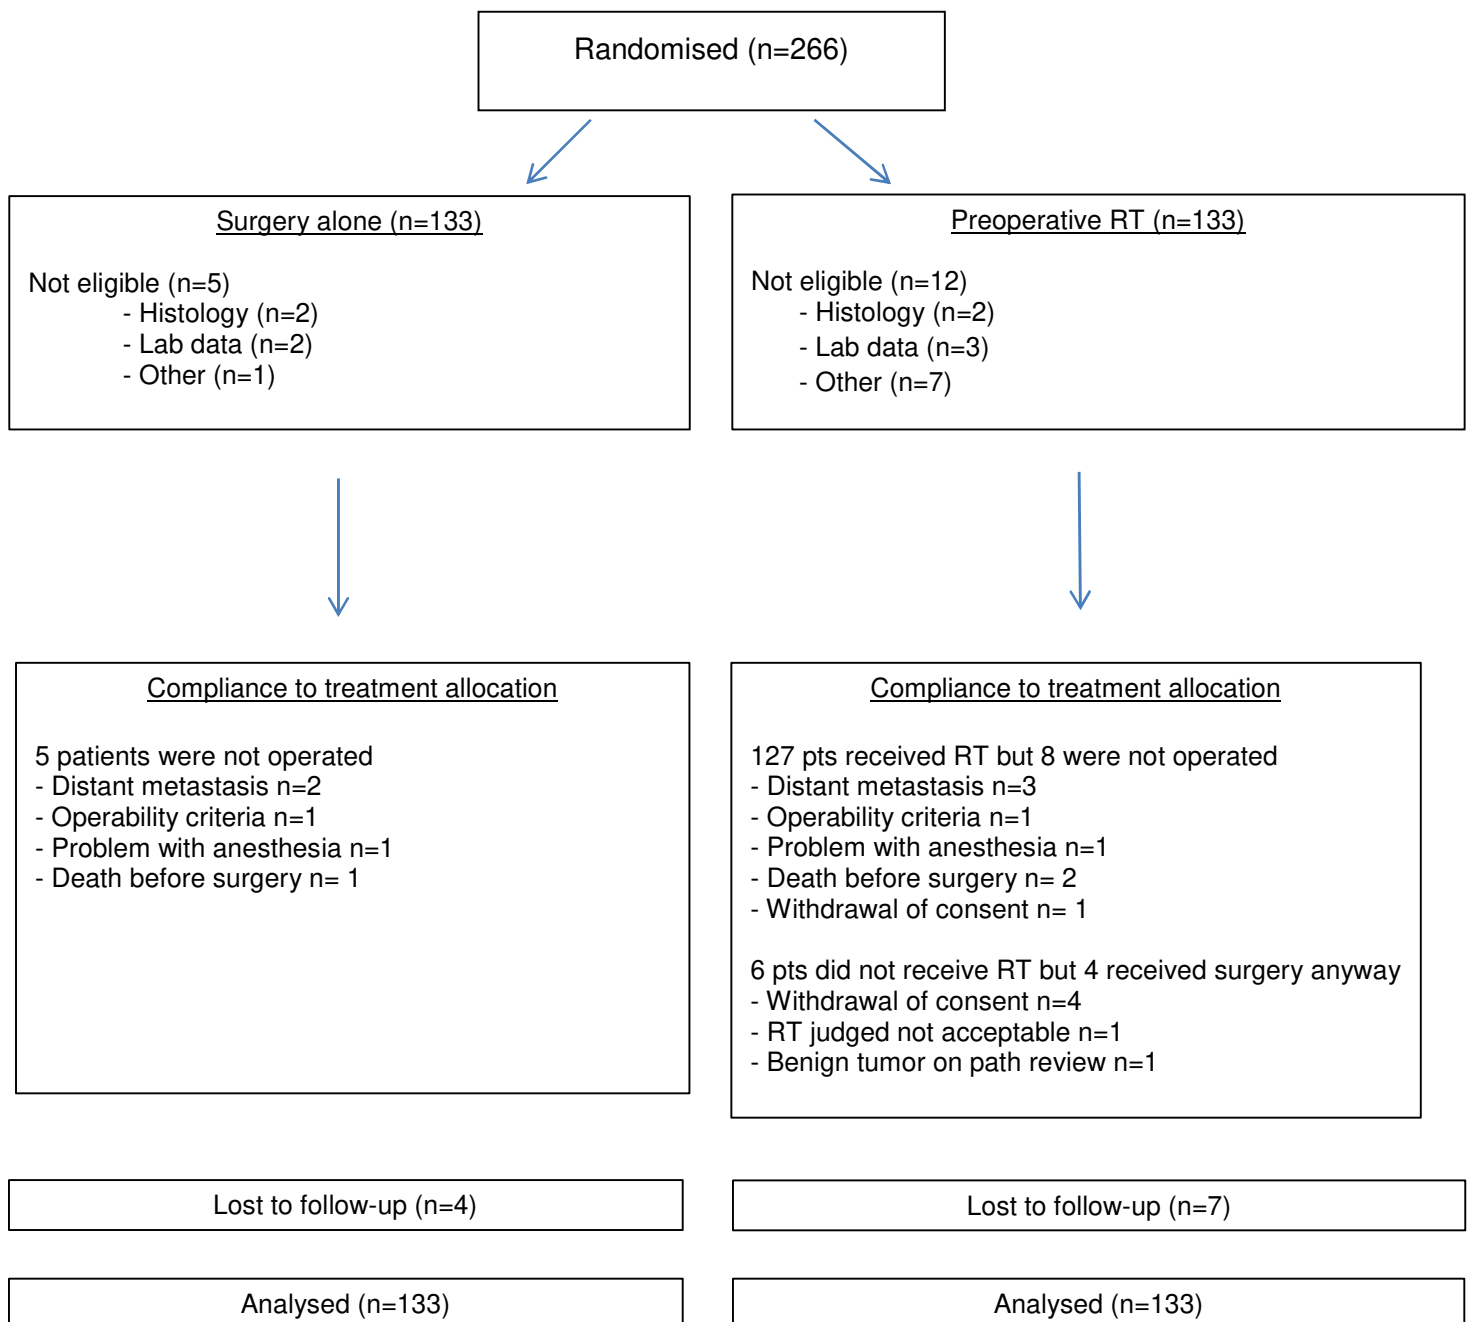 Randomised (n=266)
Surgery alone (n=133)
Not eligible (n=5)
- Histology (n=2)
- Lab data (n=2)
- Other (n=1)
Preoperative RT (n=133)
Not eligible (n=12)
- Histology (n=2)
- Lab data (n=3)
- Other (n=7)
Compliance to treatment allocation
5 patients were not operated
- Distant metastasis n=2
- Operability criteria n=1
- Problem with anesthesia n=1
- Death before surgery n= 1
Compliance to treatment allocation
127 pts received RT but 8 were not operated
- Distant metastasis n=3
- Operability criteria n=1
- Problem with anesthesia n=1
- Death before surgery n= 2
- Withdrawal of consent n= 1
6 pts did not receive RT but 4 received surgery anyway
- Withdrawal of consent n=4
- RT judged not acceptable n=1
- Benign tumor on path review n=1
Lost to follow-up (n=4)
Lost to follow-up (n=7)
Analysed (n=133)
Analysed (n=133)